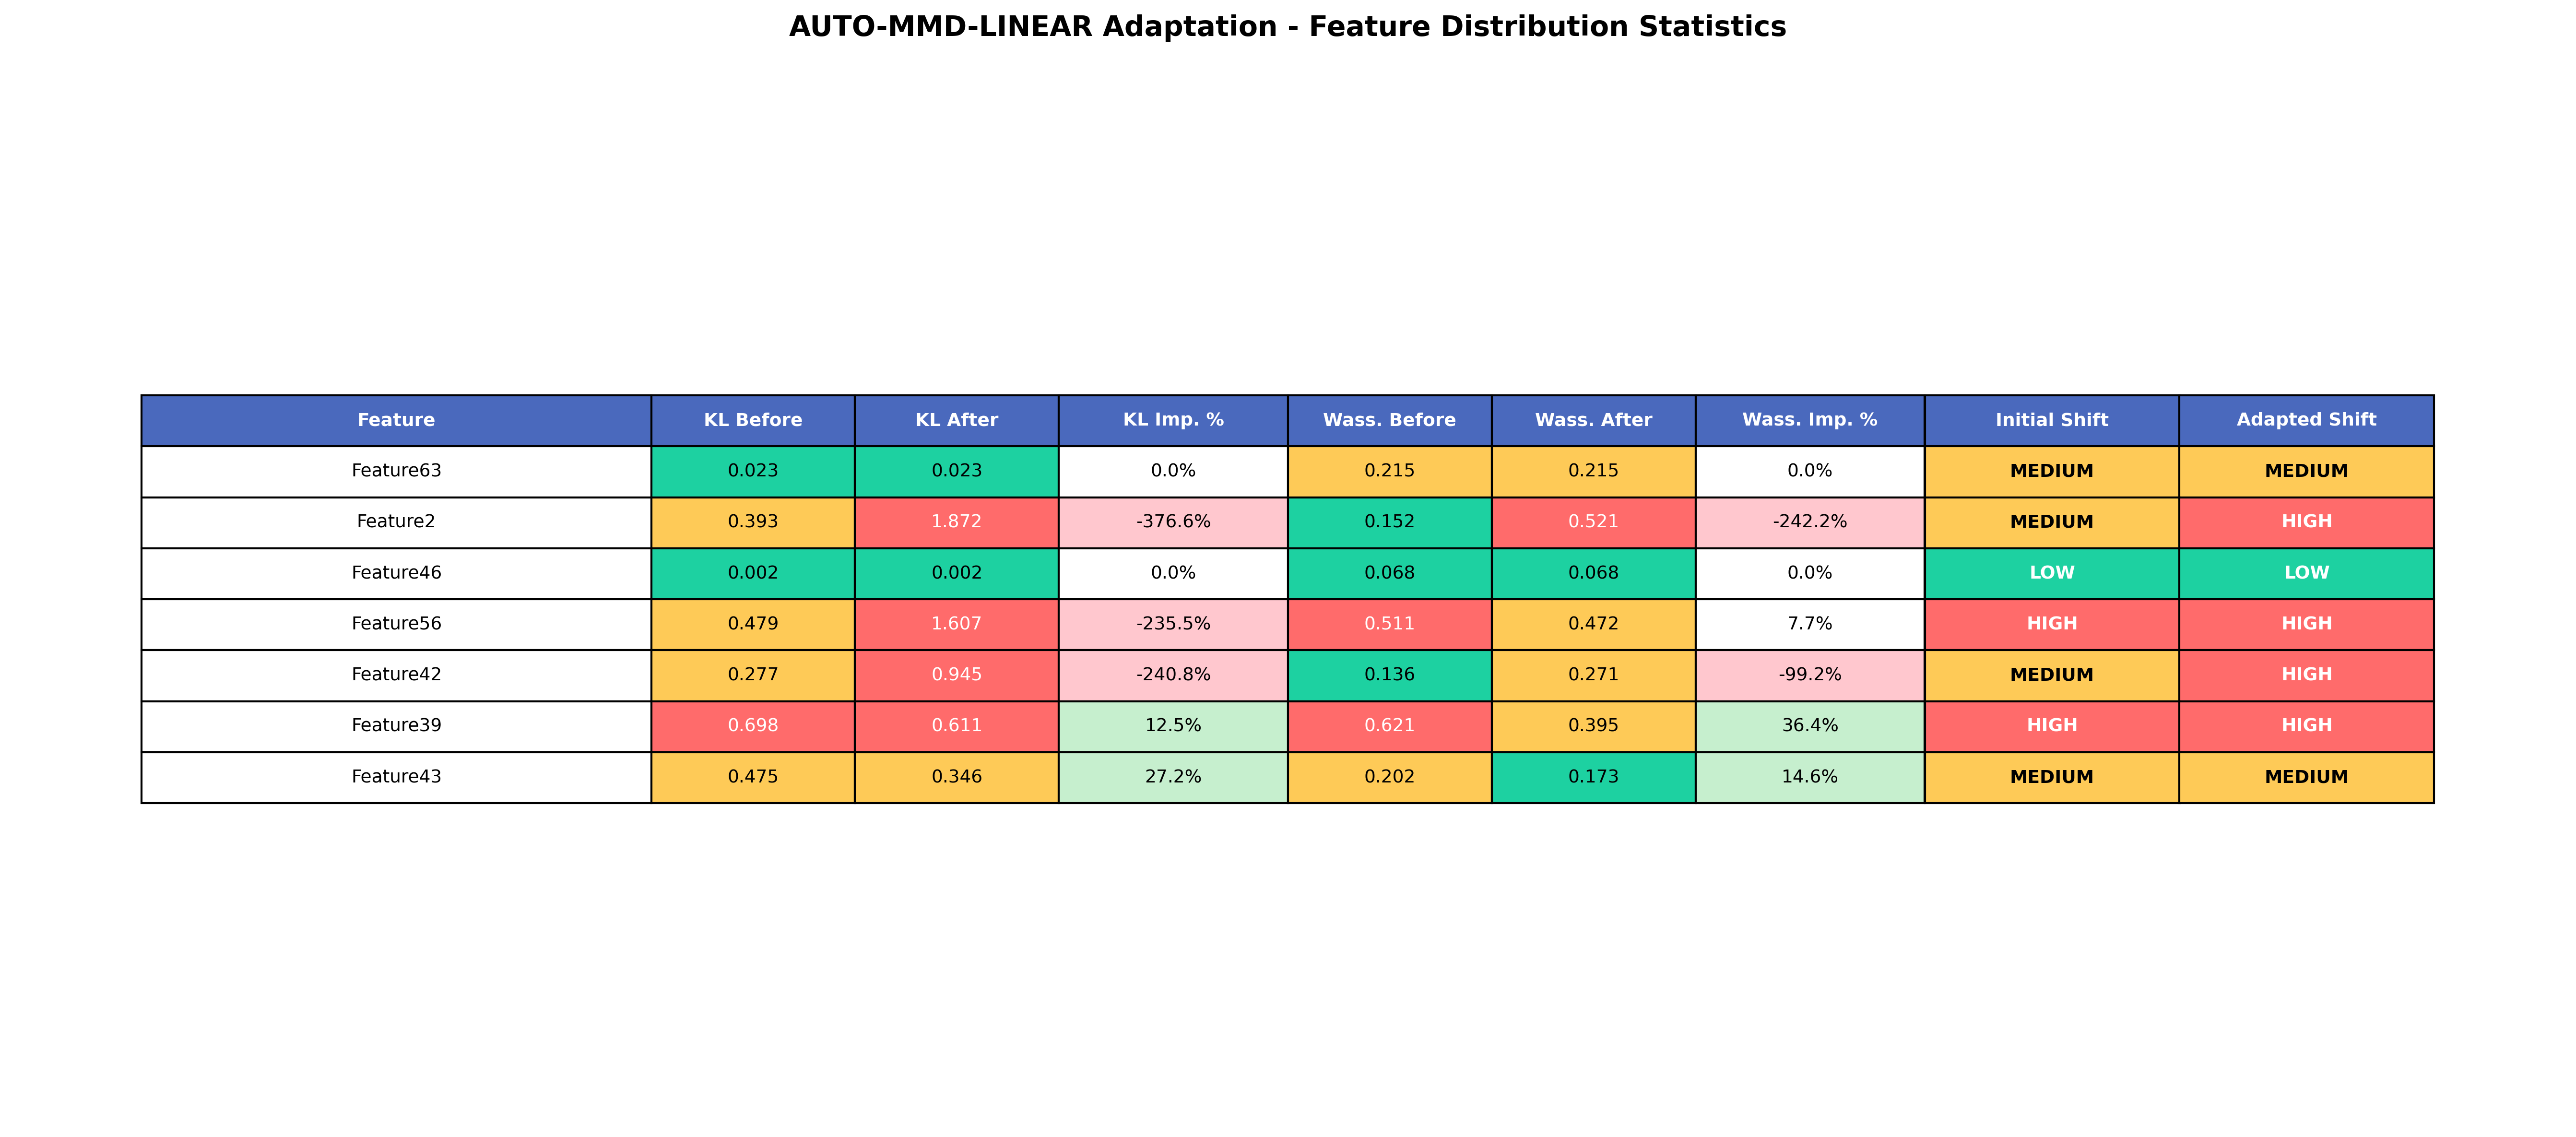 AUTO-MMD-LINEAR Adaptation - Feature Distribution Statistics
Feature KL Before KL After KL Imp. % Wass. Before Wass. After Wass. Imp. % Initial Shift Adapted Shift
Feature63 0.023 0.023 0.0% 0.215 0.215 0.0% MEDIUM MEDIUM
Feature2 0.393 1.872 -376.6% 0.152 0.521 -242.2% MEDIUM HIGH
Feature46 0.002 0.002 0.0% 0.068 0.068 0.0% LOW LOW
Feature56 0.479 1.607 -235.5% 0.511 0.472 7.7% HIGH HIGH
Feature42 0.277 0.945 -240.8% 0.136 0.271 -99.2% MEDIUM HIGH
Feature39 0.698 0.611 12.5% 0.621 0.395 36.4% HIGH HIGH
Feature43 0.475 0.346 27.2% 0.202 0.173 14.6% MEDIUM MEDIUM